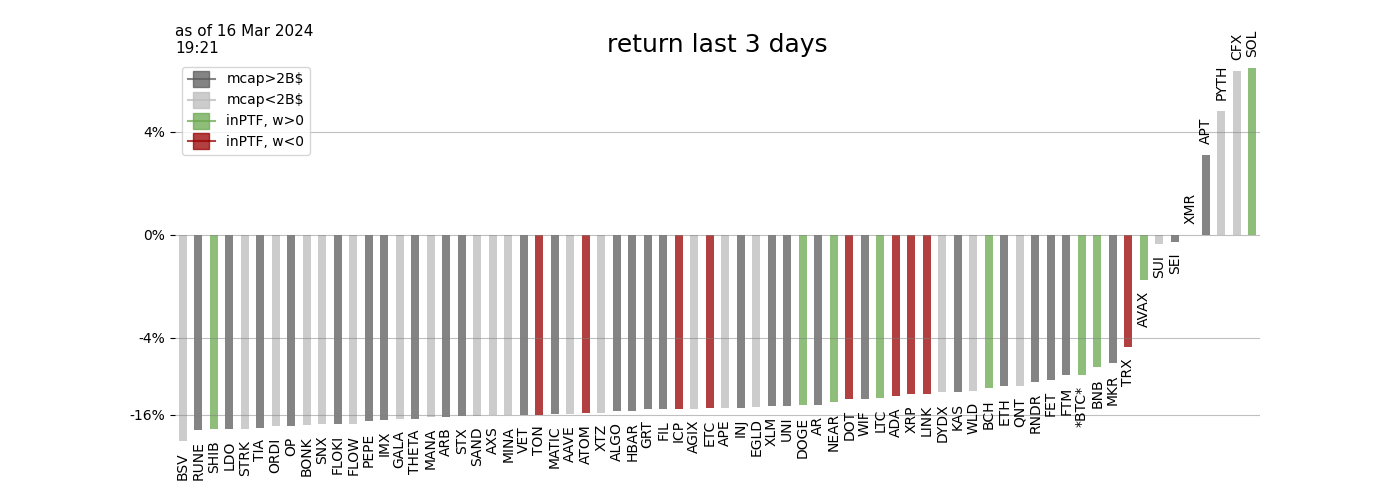 as of 16 Mar 2024
19:21
return last 3 days
mcap>2B$
mcap<2B$
inPTF, w>0
inPTF, w<0
4%
0%
-4%
-16%
BSV
RUNE
SHIB
LDO
STRK
TIA
ORDI
OP
BONK
SNX
FLOKI
FLOW
PEPE
IMX
GALA
THETA
MANA
ARB
STX
SAND
AXS
MINA
VET
TON
MATIC
AAVE
ATOM
XTZ
ALGO
HBAR
GRT
FIL
ICP
AGIX
ETC
APE
INJ
EGLD
XLM
UNI
DOGE
AR
NEAR
DOT
WIF
LTC
ADA
XRP
LINK
DYDX
KAS
WLD
BCH
ETH
QNT
RNDR
FET
FTM
*BTC*
BNB
MKR
TRX
AVAX
SUI
SEI
XMR
APT
PYTH
CFX
SOL